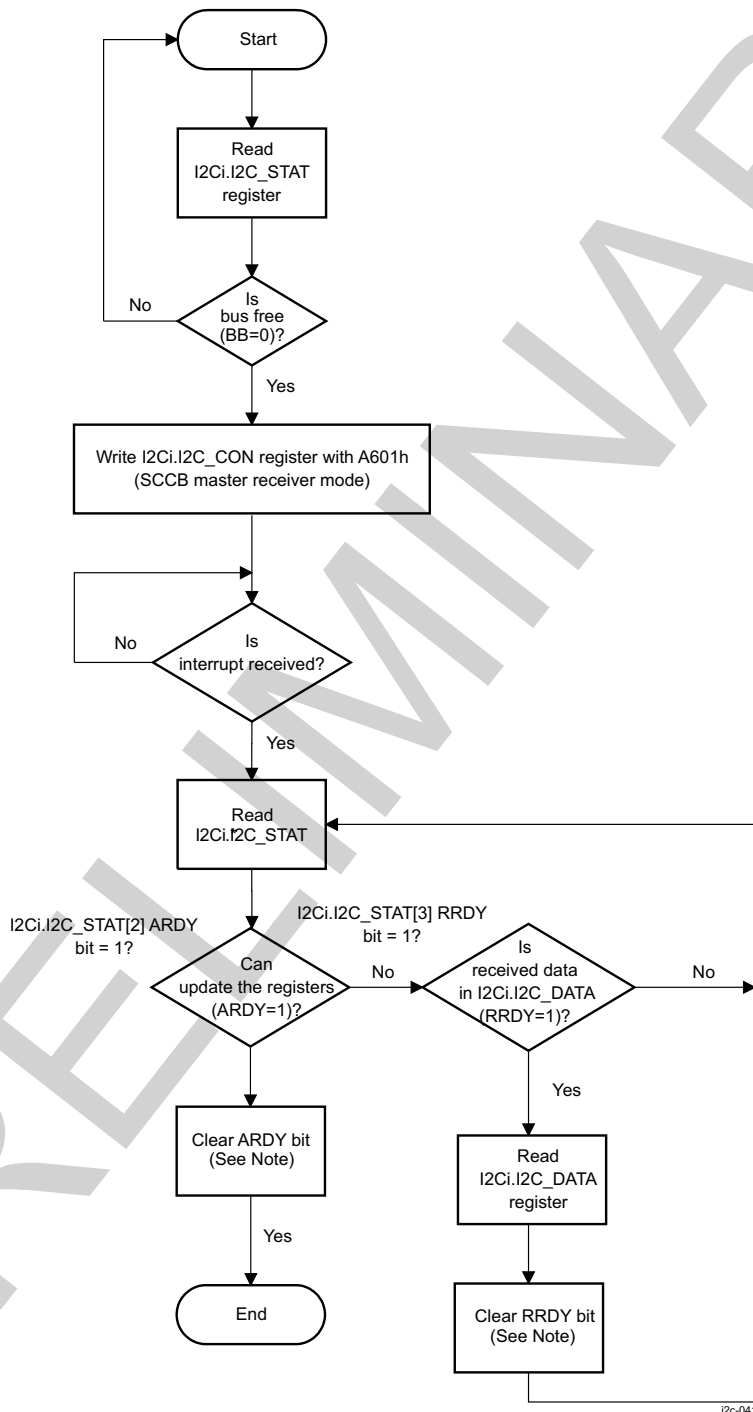 Start
Read
I2Ci.I2C_STAT
register
No
Is
bus free
(BB=0)?
Yes
Write I2Ci.I2C_CON register with A601h
(SCCB master receiver mode)
No
Is
interrupt received?
Yes
Read
I2Ci.I2C_STAT
I2Ci.I2C_STAT[2] ARDY
bit = 1?
I2Ci.I2C_STAT[3] RRDY
bit = 1?
Can
update the registers
(ARDY=1)?
No
Is
received data
in I2Ci.I2C_DATA
(RRDY=1)?
No
Yes
Clear ARDY bit
(See Note)
Read
I2Ci.I2C_DATA
register
Yes
End
Clear RRDY bit
(See Note)